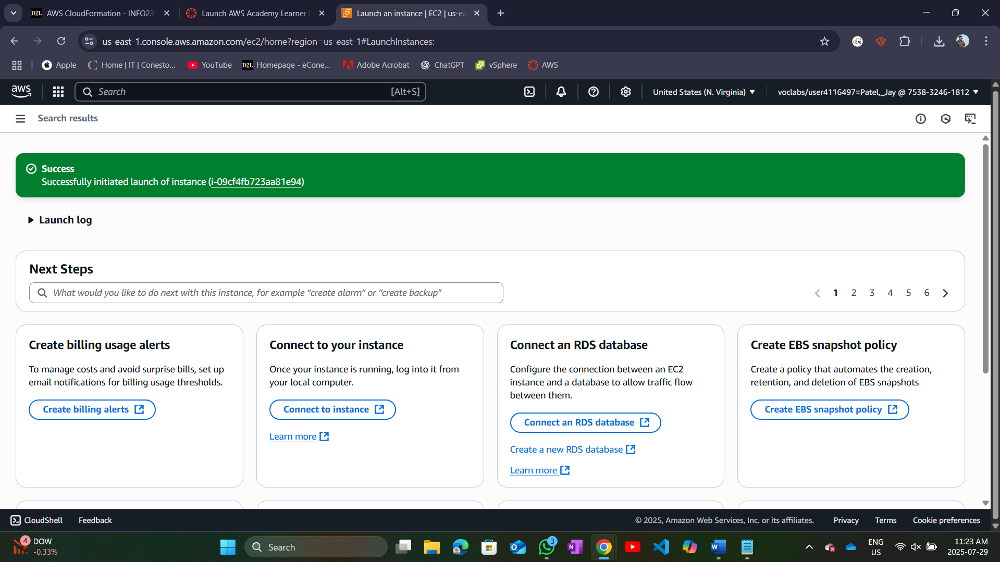 AWS CloudFormation - INFO23
Launch AWS Academy Learner
Launch an instance | EC2 | us-ea
us-east-1.console.aws.amazon.com/ec2/home?region=us-east-1#LaunchInstances:
Apple
Home | IT | Conesto...
YouTube
D2L
Homepage - eCone...
Adobe Acrobat
ChatGPT
vSphere
AWS
aws
Search
[Alt+S]
United States (N. Virginia)
voclabs/user4116497=Patel,_Jay @ 7538-3246-1812
Search results
Success
Successfully initiated launch of instance (i-09cf4fb723aa81e94)
Launch log
Next Steps
What would you like to do next with this instance, for example “create alarm” or “create backup"
1 2 3 4 5 6
Create billing usage alerts
To manage costs and avoid surprise bills, set up
email notifications for billing usage thresholds.
Create billing alerts
Connect to your instance
Once your instance is running, log into it from
your local computer.
Connect to instance
Learn more
Connect an RDS database
Configure the connection between an EC2
instance and a database to allow traffic flow
between them.
Connect an RDS database
Create a new RDS database
Learn more
Create EBS snapshot policy
Create a policy that automates the creation,
retention, and deletion of EBS snapshots
Create EBS snapshot policy
CloudShell
Feedback
© 2025, Amazon Web Services, Inc. or its affiliates.
Privacy
Terms
Cookie preferences
4
DOW
-0.33%
Search
3
ENG
US
11:23 AM
2025-07-29